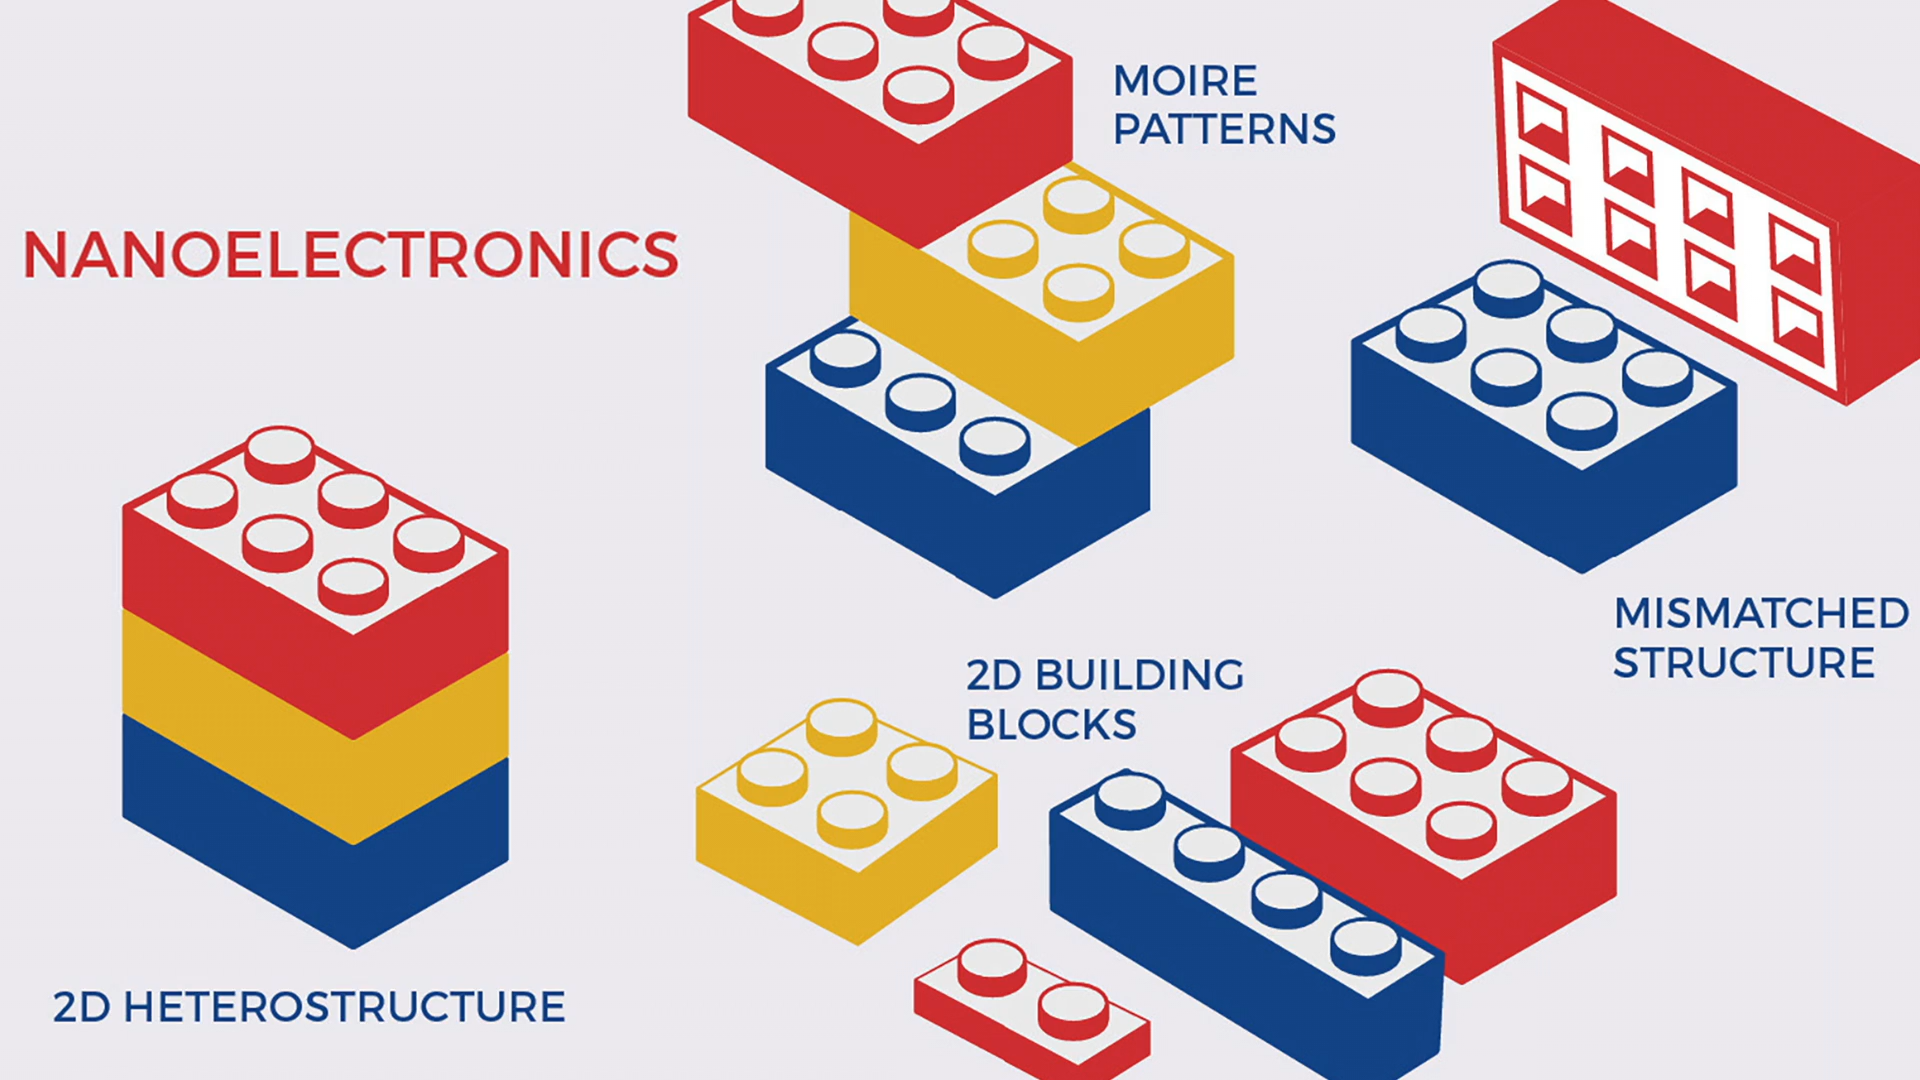 NANOELECTRONICS
MOIRE
PATTERNS
MISMATCHED
STRUCTURE
2D BUILDING
BLOCKS
2D HETEROSTRUCTURE